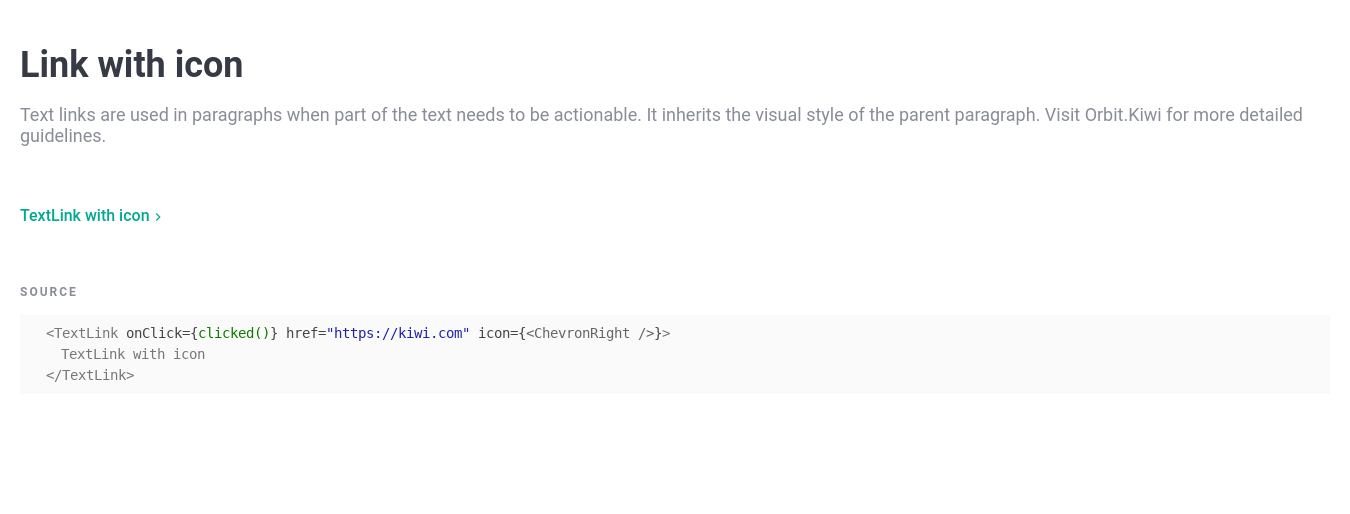 Link with icon
Text links are used in paragraphs when part of the text needs to be actionable. It inherits the visual style of the parent paragraph. Visit Orbit.Kiwi for more detailed
guidelines.
TextLink with icon
SOURCE
<TextLink onClick={clicked()} href="https://kiwi.com" icon={<ChevronRight />}>
TextLink with icon
</TextLink>